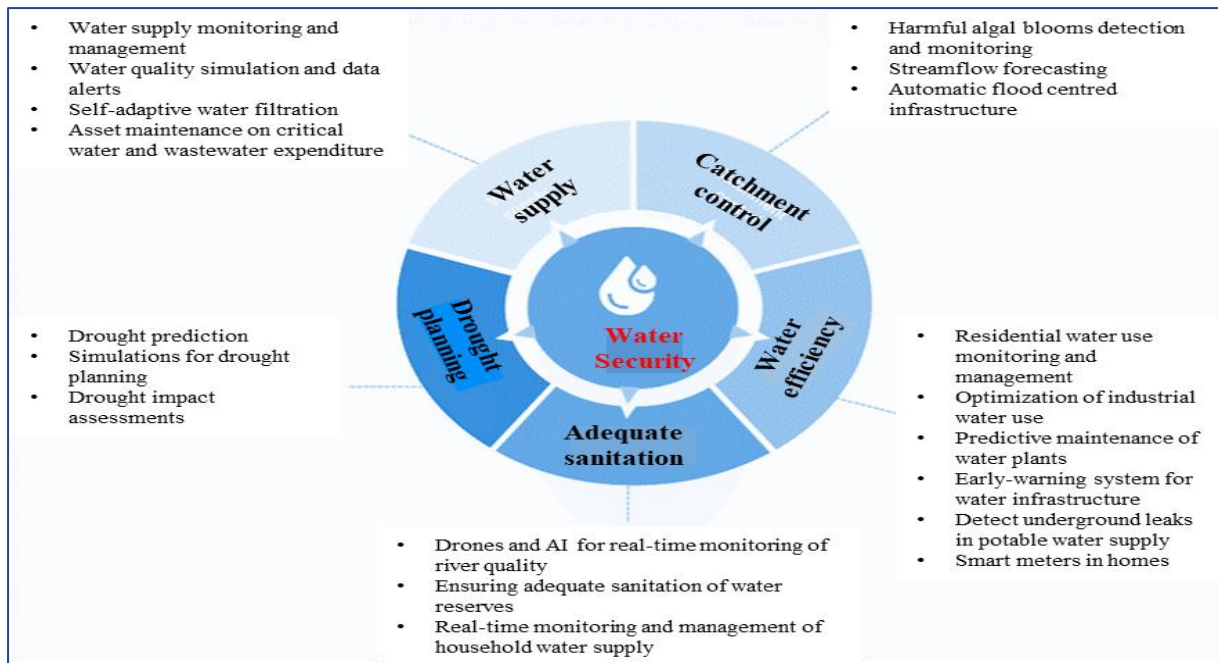 • Water supply monitoring and
management
• Water quality simulation and data
alerts
• Self-adaptive water filtration
• Asset maintenance on critical
water and wastewater expenditure
• Harmful algal blooms detection
and monitoring
• Streamflow forecasting
• Automatic flood centred
infrastructure
Water
supply
Catchment
control
Drought
planning
Water
Security
Water
efficiency
Adequate
sanitation
• Drought prediction
• Simulations for drought
planning
• Drought impact
assessments
• Residential water use
monitoring and
management
• Optimization of industrial
water use
• Predictive maintenance of
water plants
• Early-warning system for
water infrastructure
• Detect underground leaks
in potable water supply
• Smart meters in homes
• Drones and AI for real-time monitoring of
river quality
• Ensuring adequate sanitation of water
reserves
• Real-time monitoring and management of
household water supply